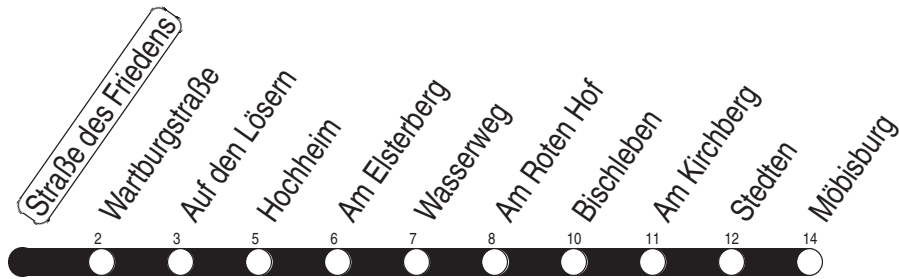 Straße des Friedens
Wartburgstraße
Auf den Lösern
Hochheim
Am Elsterberg
Wasserweg
Am Roten Hof
Bischleben
Am Kirchberg
Stedten
Möbisburg
2 3 5 6 7 8 10 11 12 14